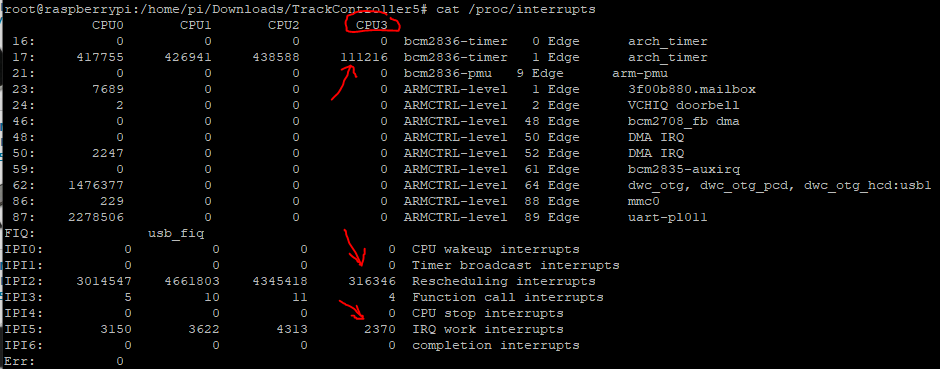 root@raspberrypi:/home/pi/Downloads/TrackController5# cat /proc/interrupts
CPU0 CPU1 CPU2 CPU3
16: 0 0 0 0 bcm2836-timer 0 Edge arch_timer
17: 417755 426941 438588 111216 bcm2836-timer 1 Edge arch_timer
21: 0 0 0 0 bcm2836-pmu 9 Edge arm-pmu
23: 7689 0 0 0 ARMCTRL-level 1 Edge 3f00b880.mailbox
24: 2 0 0 0 ARMCTRL-level 2 Edge VCHIQ doorbell
46: 0 0 0 0 ARMCTRL-level 48 Edge bcm2708_fb dma
48: 0 0 0 0 ARMCTRL-level 50 Edge DMA IRQ
50: 2247 0 0 0 ARMCTRL-level 52 Edge DMA IRQ
59: 0 0 0 0 ARMCTRL-level 61 Edge bcm2835-auxirq
62: 1476377 0 0 0 ARMCTRL-level 64 Edge dwc_otg, dwc_otg_pcd, dwc_otg_hcd:usb1
86: 229 0 0 0 ARMCTRL-level 88 Edge mmc0
87: 2278506 0 0 0 ARMCTRL-level 89 Edge uart-pl011
FIQ: usb_fiq
IPI0: 0 0 0 0 CPU wakeup interrupts
IPI1: 0 0 0 0 Timer broadcast interrupts
IPI2: 3014547 4661803 4345418 316346 Rescheduling interrupts
IPI3: 5 10 11 4 Function call interrupts
IPI4: 0 0 0 0 CPU stop interrupts
IPI5: 3150 3622 4313 2370 IRQ work interrupts
IPI6: 0 0 0 0 completion interrupts
Err: 0